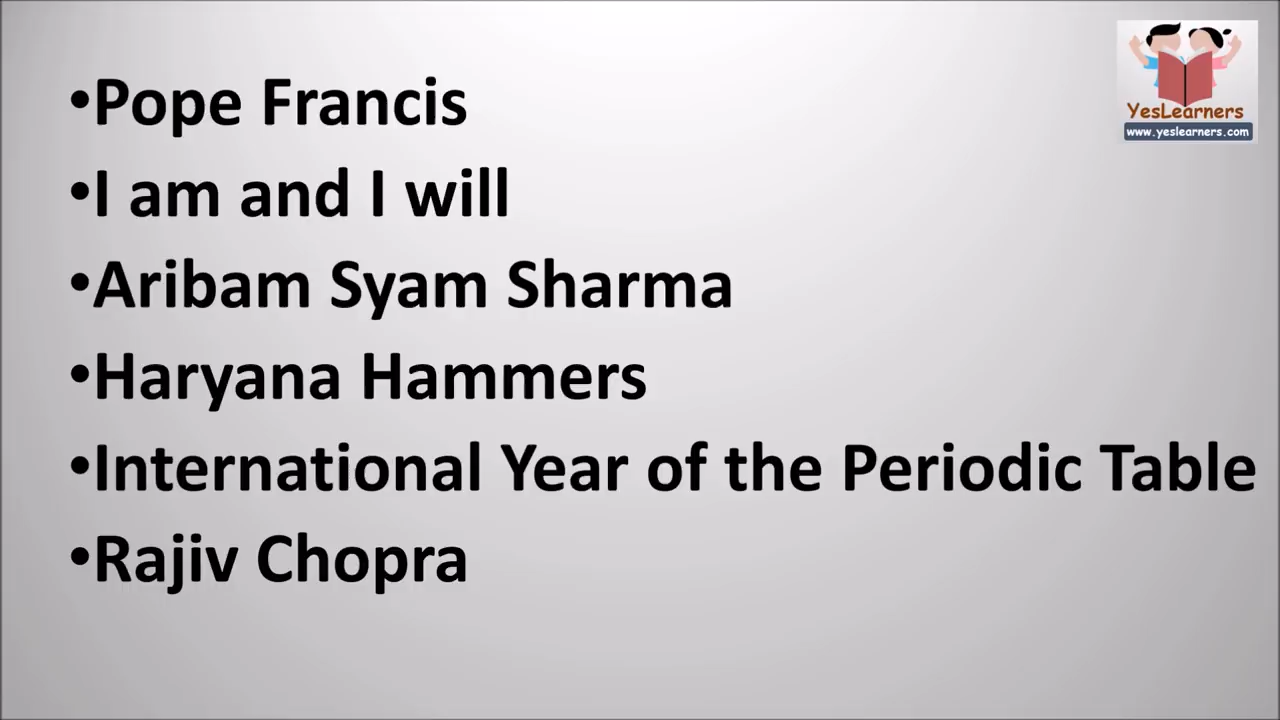 •Pope Francis
•I am and I will
•Aribam Syam Sharma
•Haryana Hammers
•International Year of the Periodic Table
•Rajiv Chopra
YesLearners
www.yeslearners.com